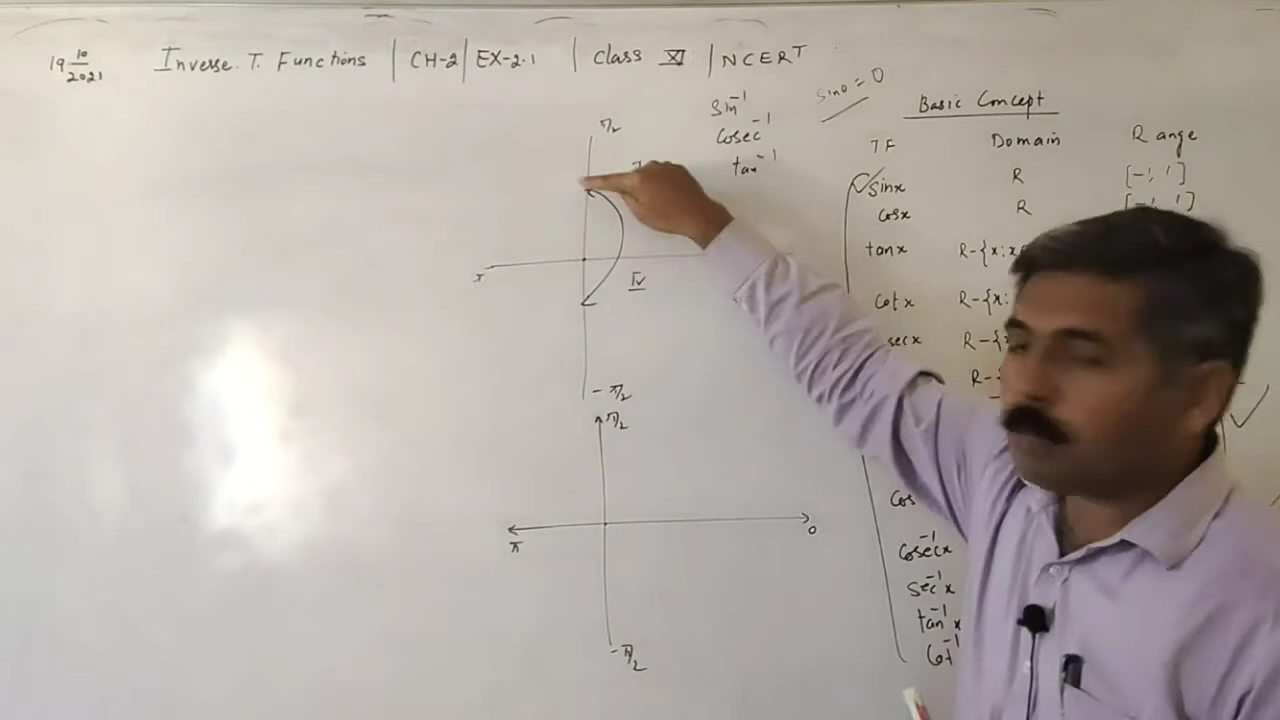 19 10/2021 Inverse. T. Functions | CH-2 | EX-2.1 | Class XI | NCERT
sin⁻¹
cosec⁻¹
tan⁻¹
sin0 = 0
π/2
π
IV
-π/2
π/2
π
0
-π/2
Basic Concept
TF Domain Range
sinx R [-1, 1]
cosx R [-1, 1]
tanx R-{x:
cotx R-{x:
secx R-{
R-{
cos
cosec⁻¹x
sec⁻¹x
tan⁻¹x
cot⁻¹